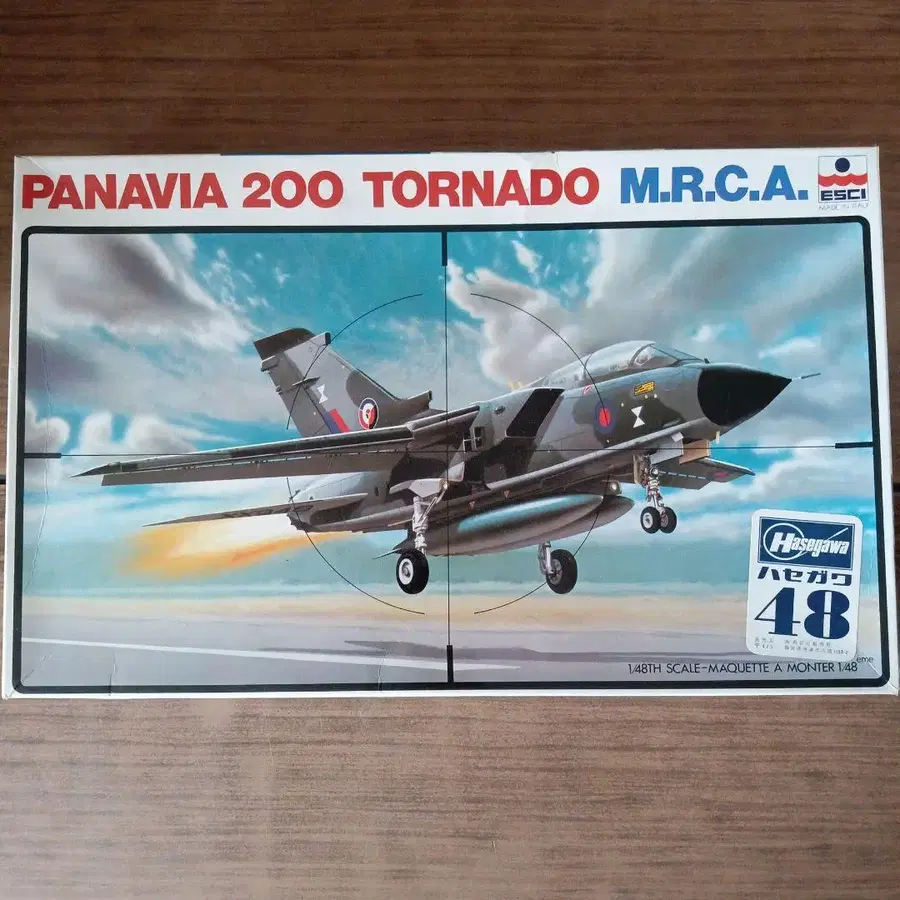 PANAVIA 200 TORNADO M.R.C.A.
ESCI
MADE IN ITALY
Hasegawa
ハセガワ
48
1/48TH SCALE-MAQUETTE A MONTER 1/48 ème